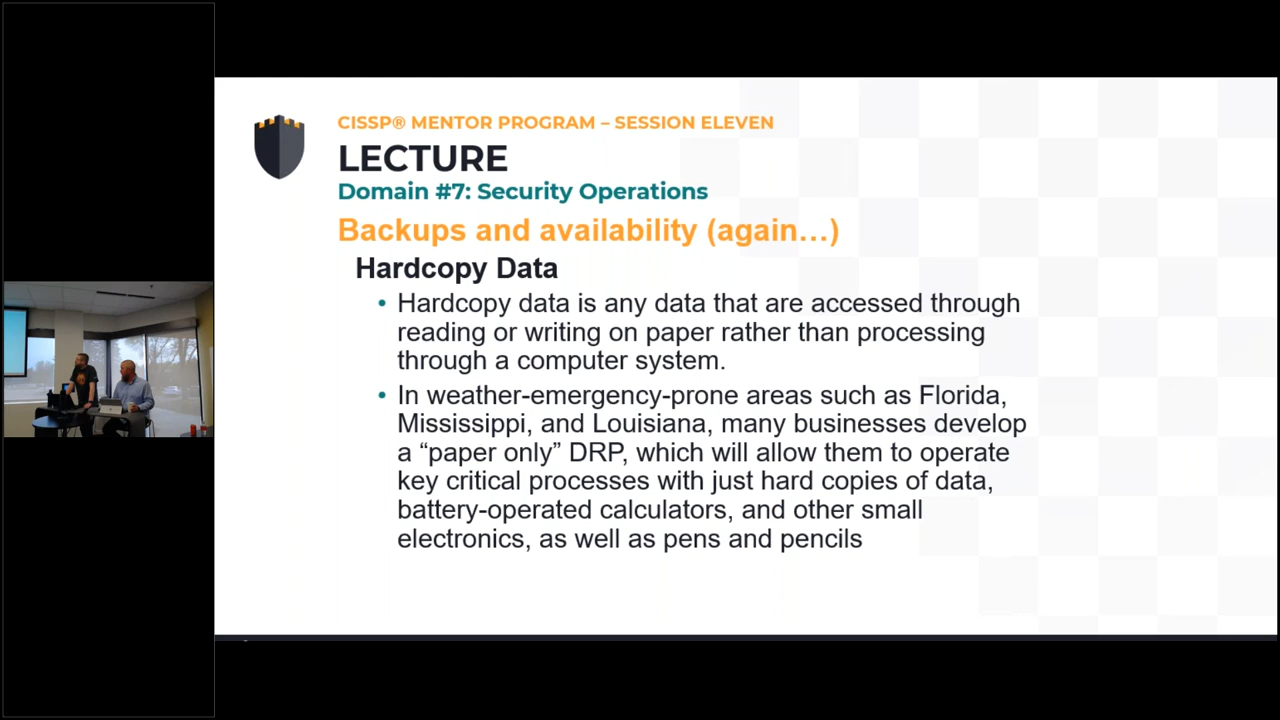 CISSP® MENTOR PROGRAM – SESSION ELEVEN
LECTURE
Domain #7: Security Operations
Backups and availability (again…)
Hardcopy Data
• Hardcopy data is any data that are accessed through
reading or writing on paper rather than processing
through a computer system.
• In weather-emergency-prone areas such as Florida,
Mississippi, and Louisiana, many businesses develop
a “paper only” DRP, which will allow them to operate
key critical processes with just hard copies of data,
battery-operated calculators, and other small
electronics, as well as pens and pencils